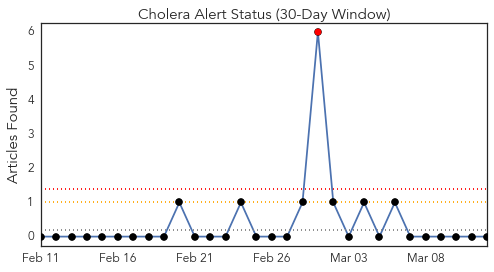 Cholera Alert Status (30-Day Window)
Articles Found
6
5
4
3
2
1
0
Feb 11 Feb 16 Feb 21 Feb 26 Mar 03 Mar 08